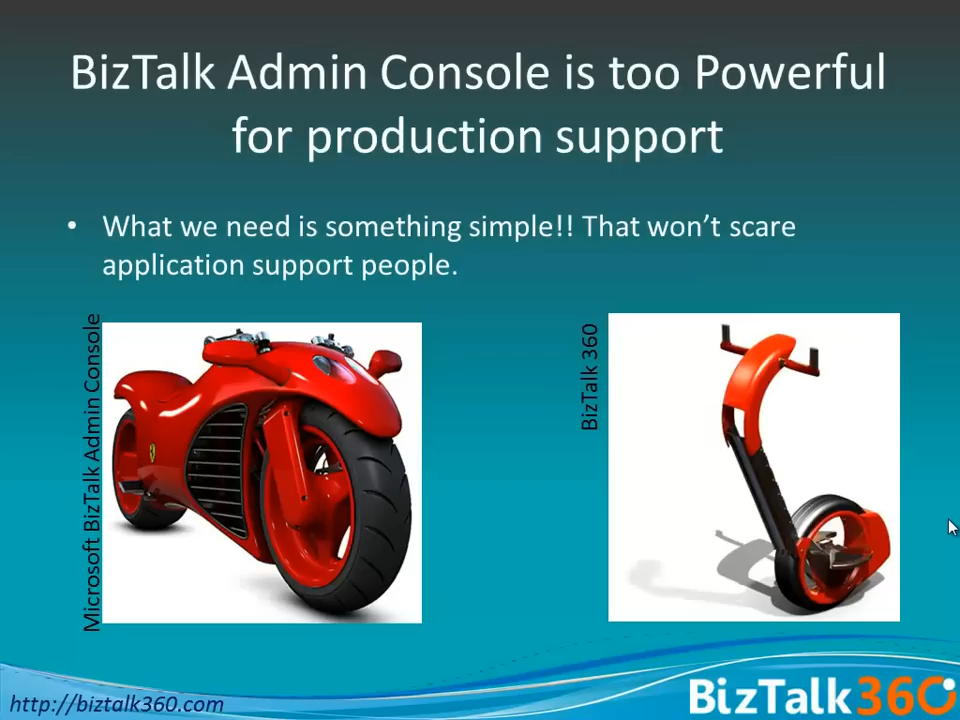 BizTalk Admin Console is too Powerful
for production support
• What we need is something simple!! That won’t scare
application support people.
Microsoft BizTalk Admin Console
BizTalk 360
http://biztalk360.com
BizTalk360